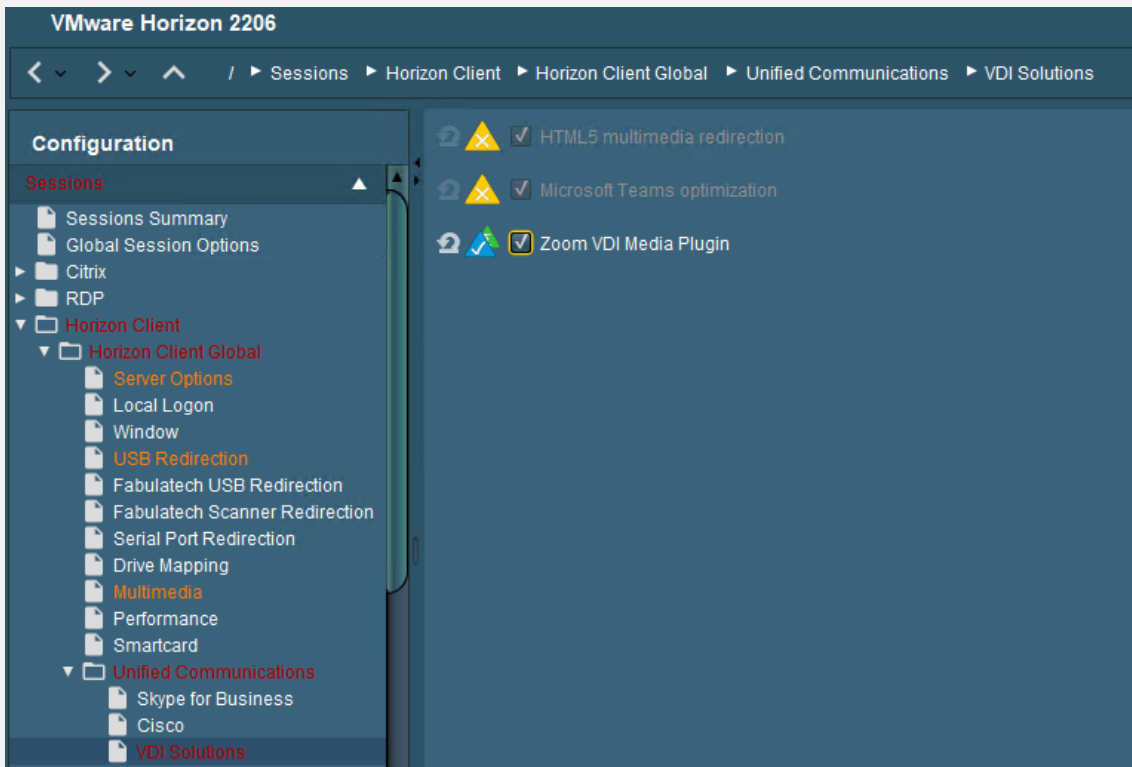 VMware Horizon 2206
/ Sessions Horizon Client Horizon Client Global Unified Communications VDI Solutions
Configuration
Sessions
Sessions Summary
Global Session Options
Citrix
RDP
Horizon Client
Horizon Client Global
Server Options
Local Logon
Window
USB Redirection
Fabulatech USB Redirection
Fabulatech Scanner Redirection
Serial Port Redirection
Drive Mapping
Multimedia
Performance
Smartcard
Unified Communications
Skype for Business
Cisco
VDI Solutions
HTML5 multimedia redirection
Microsoft Teams optimization
Zoom VDI Media Plugin